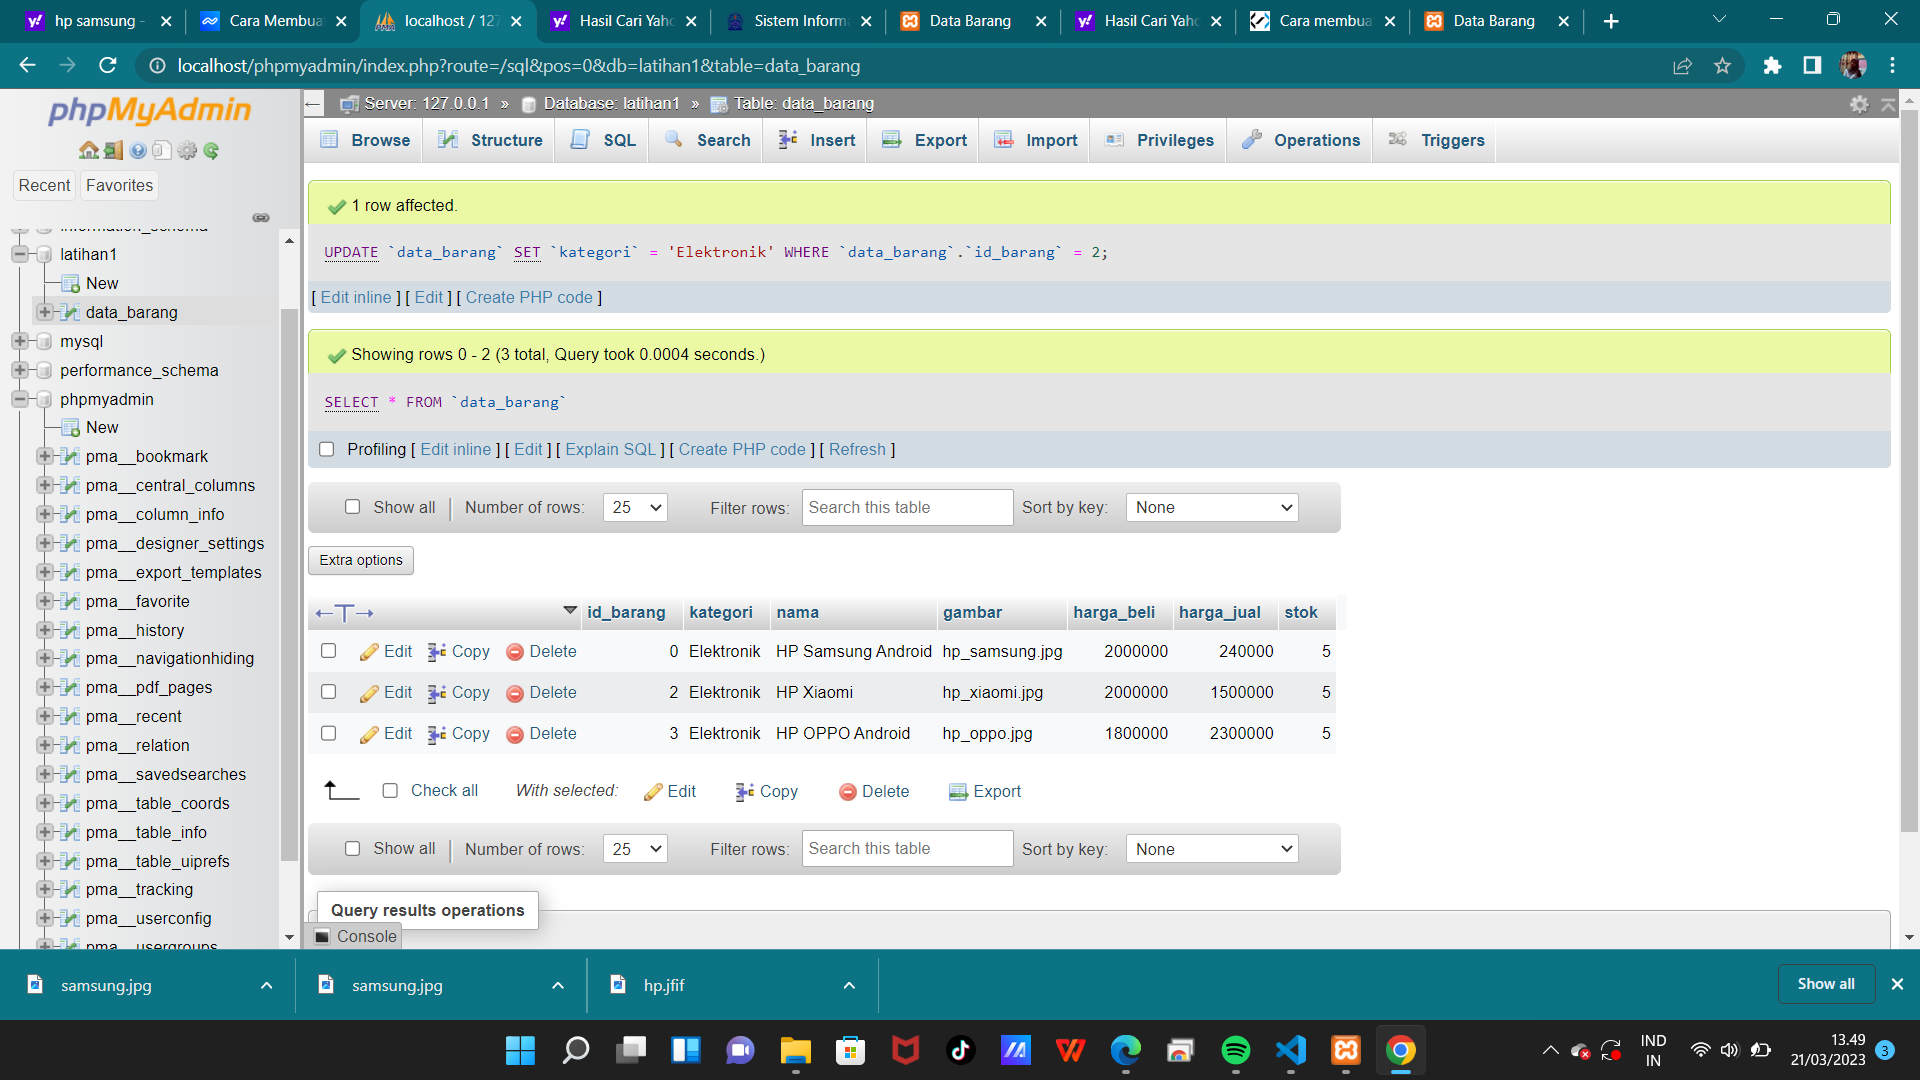 hp samsung -
Cara Membua
localhost / 127
Hasil Cari Yaho
Sistem Inform
Data Barang
Hasil Cari Yaho
Cara membua
Data Barang
localhost/phpmyadmin/index.php?route=/sql&pos=0&db=latihan1&table=data_barang
phpMyAdmin
Recent
Favorites
information_schema
latihan1
New
data_barang
mysql
performance_schema
phpmyadmin
New
pma__bookmark
pma__central_columns
pma__column_info
pma__designer_settings
pma__export_templates
pma__favorite
pma__history
pma__navigationhiding
pma__pdf_pages
pma__recent
pma__relation
pma__savedsearches
pma__table_coords
pma__table_info
pma__table_uiprefs
pma__tracking
pma__userconfig
pma__usergroups
Server: 127.0.0.1 » Database: latihan1 » Table: data_barang
Browse Structure SQL Search Insert Export Import Privileges Operations Triggers
1 row affected.
UPDATE `data_barang` SET `kategori` = 'Elektronik' WHERE `data_barang`.`id_barang` = 2;
[ Edit inline ] [ Edit ] [ Create PHP code ]
Showing rows 0 - 2 (3 total, Query took 0.0004 seconds.)
SELECT * FROM `data_barang`
Profiling [ Edit inline ] [ Edit ] [ Explain SQL ] [ Create PHP code ] [ Refresh ]
Show all | Number of rows: 25 Filter rows: Search this table Sort by key: None
Extra options
←T→ id_barang kategori nama gambar harga_beli harga_jual stok
Edit Copy Delete 0 Elektronik HP Samsung Android hp_samsung.jpg 2000000 240000 5
Edit Copy Delete 2 Elektronik HP Xiaomi hp_xiaomi.jpg 2000000 1500000 5
Edit Copy Delete 3 Elektronik HP OPPO Android hp_oppo.jpg 1800000 2300000 5
Check all With selected: Edit Copy Delete Export
Show all | Number of rows: 25 Filter rows: Search this table Sort by key: None
Query results operations
Console
samsung.jpg
samsung.jpg
hp.jfif
Show all
IND
IN
13.49
21/03/2023
3